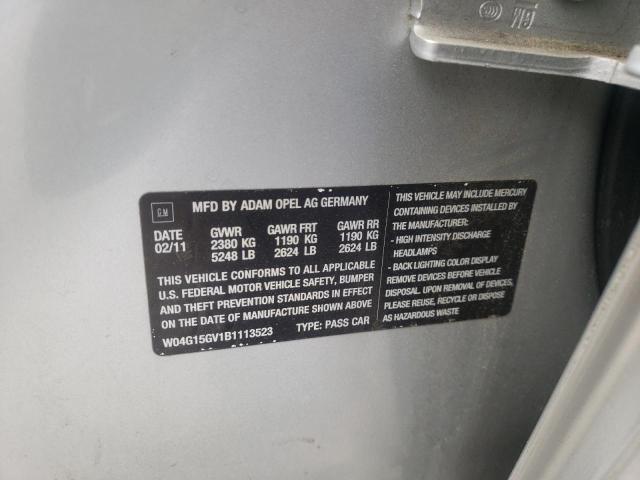 GM
MFD BY ADAM OPEL AG GERMANY
DATE GVWR GAWR FRT GAWR RR
02/11 2380 KG 1190 KG 1190 KG
5248 LB 2624 LB 2624 LB
THIS VEHICLE CONFORMS TO ALL APPLICABLE
U.S. FEDERAL MOTOR VEHICLE SAFETY, BUMPER
AND THEFT PREVENTION STANDARDS IN EFFECT
ON THE DATE OF MANUFACTURE SHOWN ABOVE
W04G15GV1B1113523 TYPE: PASS CAR
THIS VEHICLE MAY INCLUDE MERCURY
CONTAINING DEVICES INSTALLED BY
THE MANUFACTURER:
- HIGH INTENSITY DISCHARGE
HEADLAMPS
- BACK LIGHTING COLOR DISPLAY
REMOVE DEVICES BEFORE VEHICLE
DISPOSAL. UPON REMOVAL OF DEVICES
PLEASE REUSE, RECYCLE OR DISPOSE
AS HAZARDOUS WASTE
GM